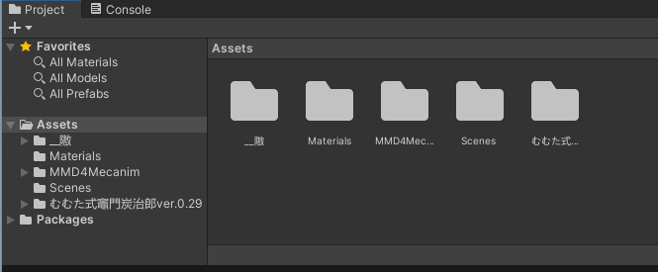 Project
Console
Favorites
All Materials
All Models
All Prefabs
Assets
__呡
Materials
MMD4Mecanim
Scenes
むむた式竈門炭治郎ver.0.29
Packages
Assets
Materials
MMD4Mec...
Scenes
むむた式...